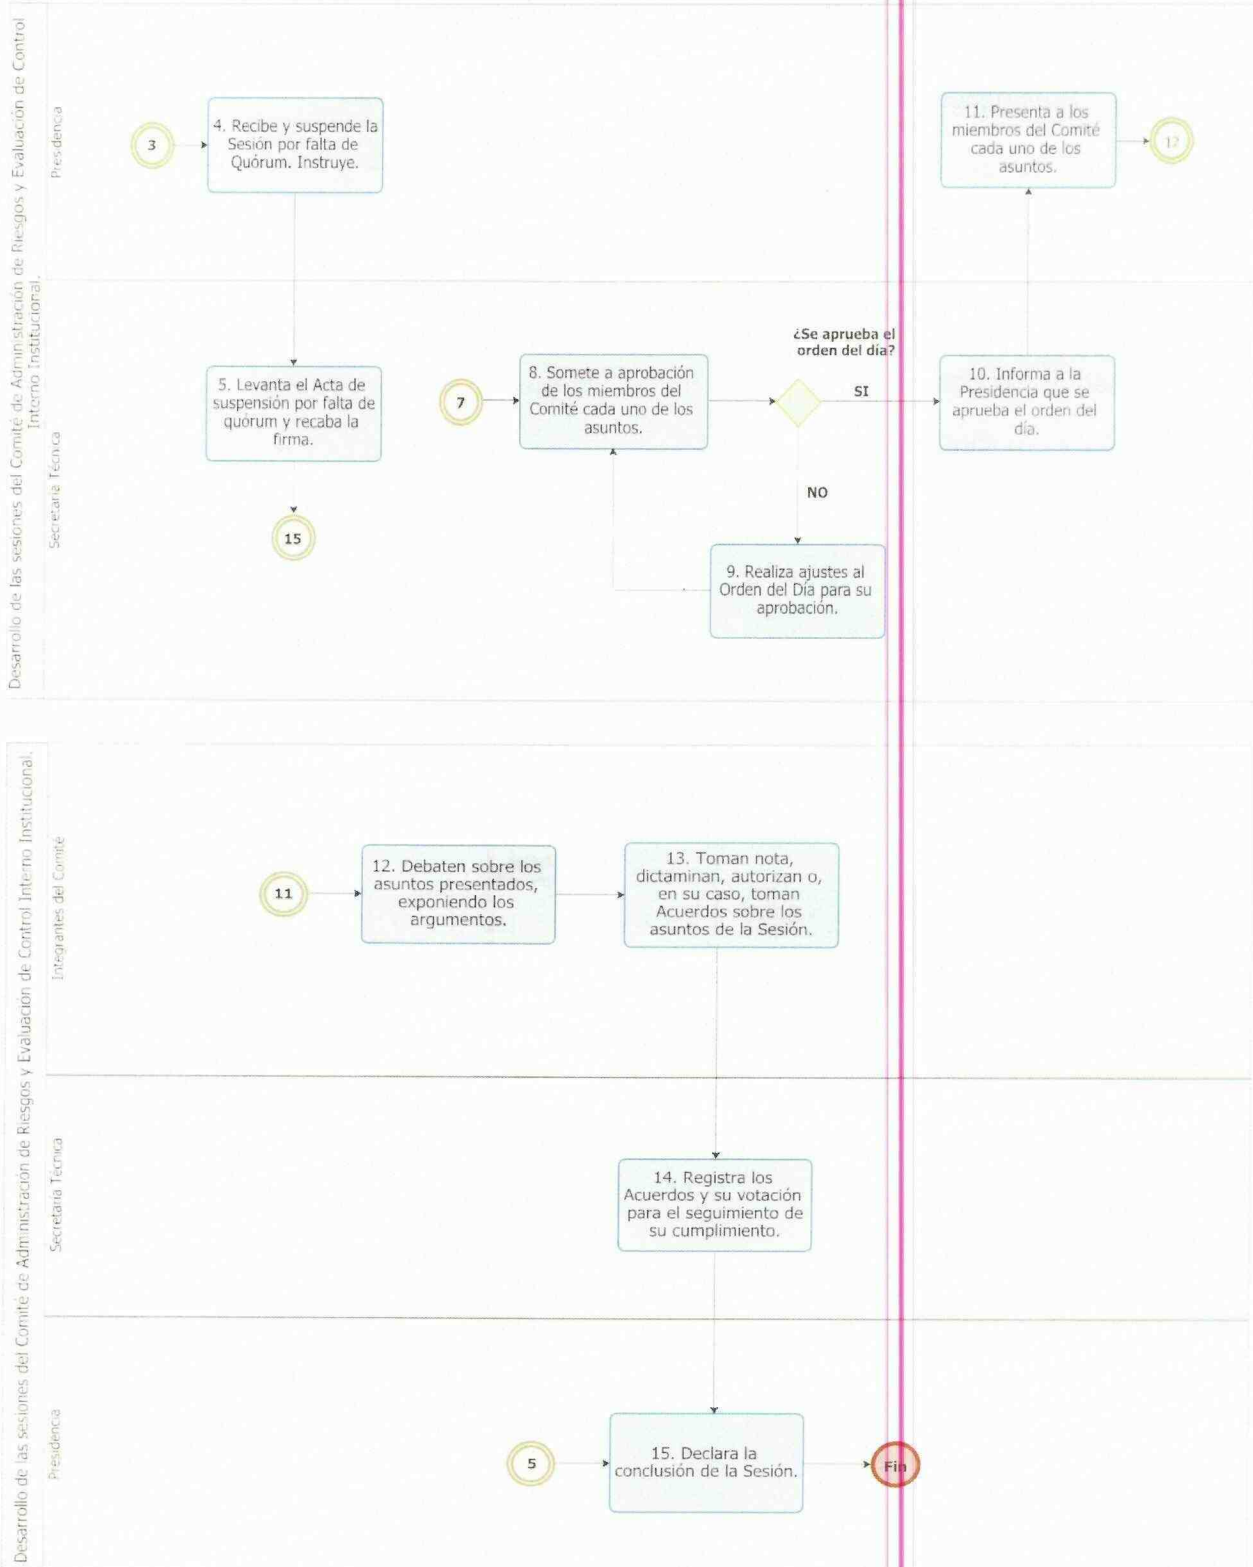 Desarrollo de las sesiones del Comité de Administración de Riesgos y Evaluación de Control
Interno Institucional.
Presidencia
3
4. Recibe y suspende la
Sesión por falta de
Quórum. Instruye.
11. Presenta a los
miembros del Comité
cada uno de los
asuntos.
12
Secretaría Técnica
5. Levanta el Acta de
suspensión por falta de
quórum y recaba la
firma.
15
7
8. Somete a aprobación
de los miembros del
Comité cada uno de los
asuntos.
¿Se aprueba el
orden del día?
SI
NO
9. Realiza ajustes al
Orden del Día para su
aprobación.
10. Informa a la
Presidencia que se
aprueba el orden del
día.
Desarrollo de las sesiones del Comité de Administración de Riesgos y Evaluación de Control Interno Institucional.
Integrantes del Comité
11
12. Debaten sobre los
asuntos presentados,
exponiendo los
argumentos.
13. Toman nota,
dictaminan, autorizan o,
en su caso, toman
Acuerdos sobre los
asuntos de la Sesión.
Secretaría Técnica
14. Registra los
Acuerdos y su votación
para el seguimiento de
su cumplimiento.
Presidencia
5
15. Declara la
conclusión de la Sesión.
Fin